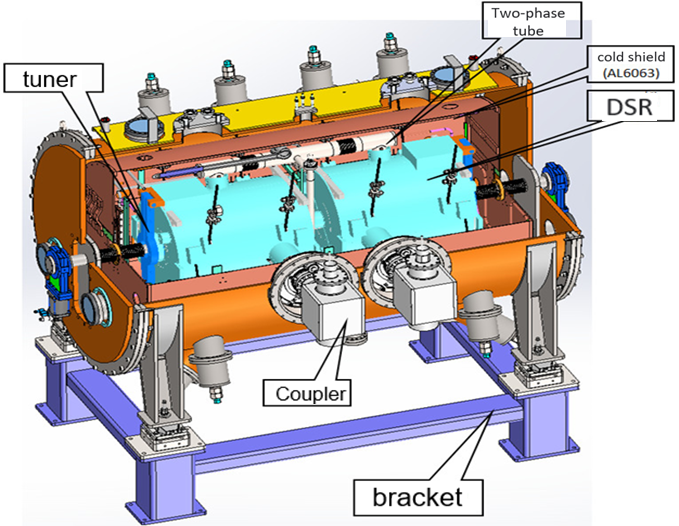 Two-phase
tube
tuner
cold shield
(AL6063)
DSR
Coupler
bracket